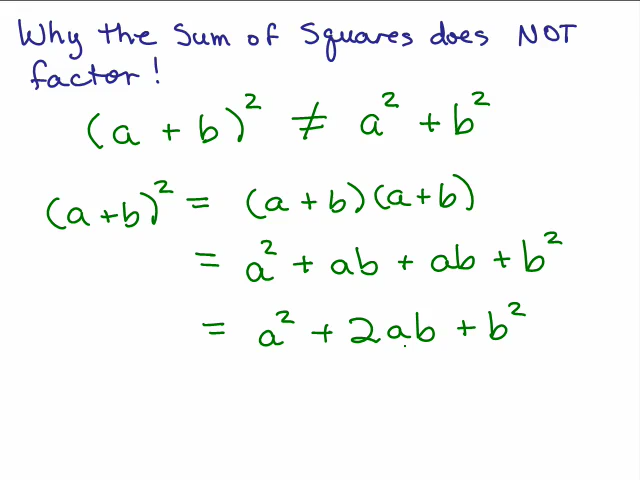 Why the Sum of Squares does NOT
factor!
(a + b)² ≠ a² + b²
(a + b)² = (a + b)(a + b)
= a² + ab + ab + b²
= a² + 2ab + b²